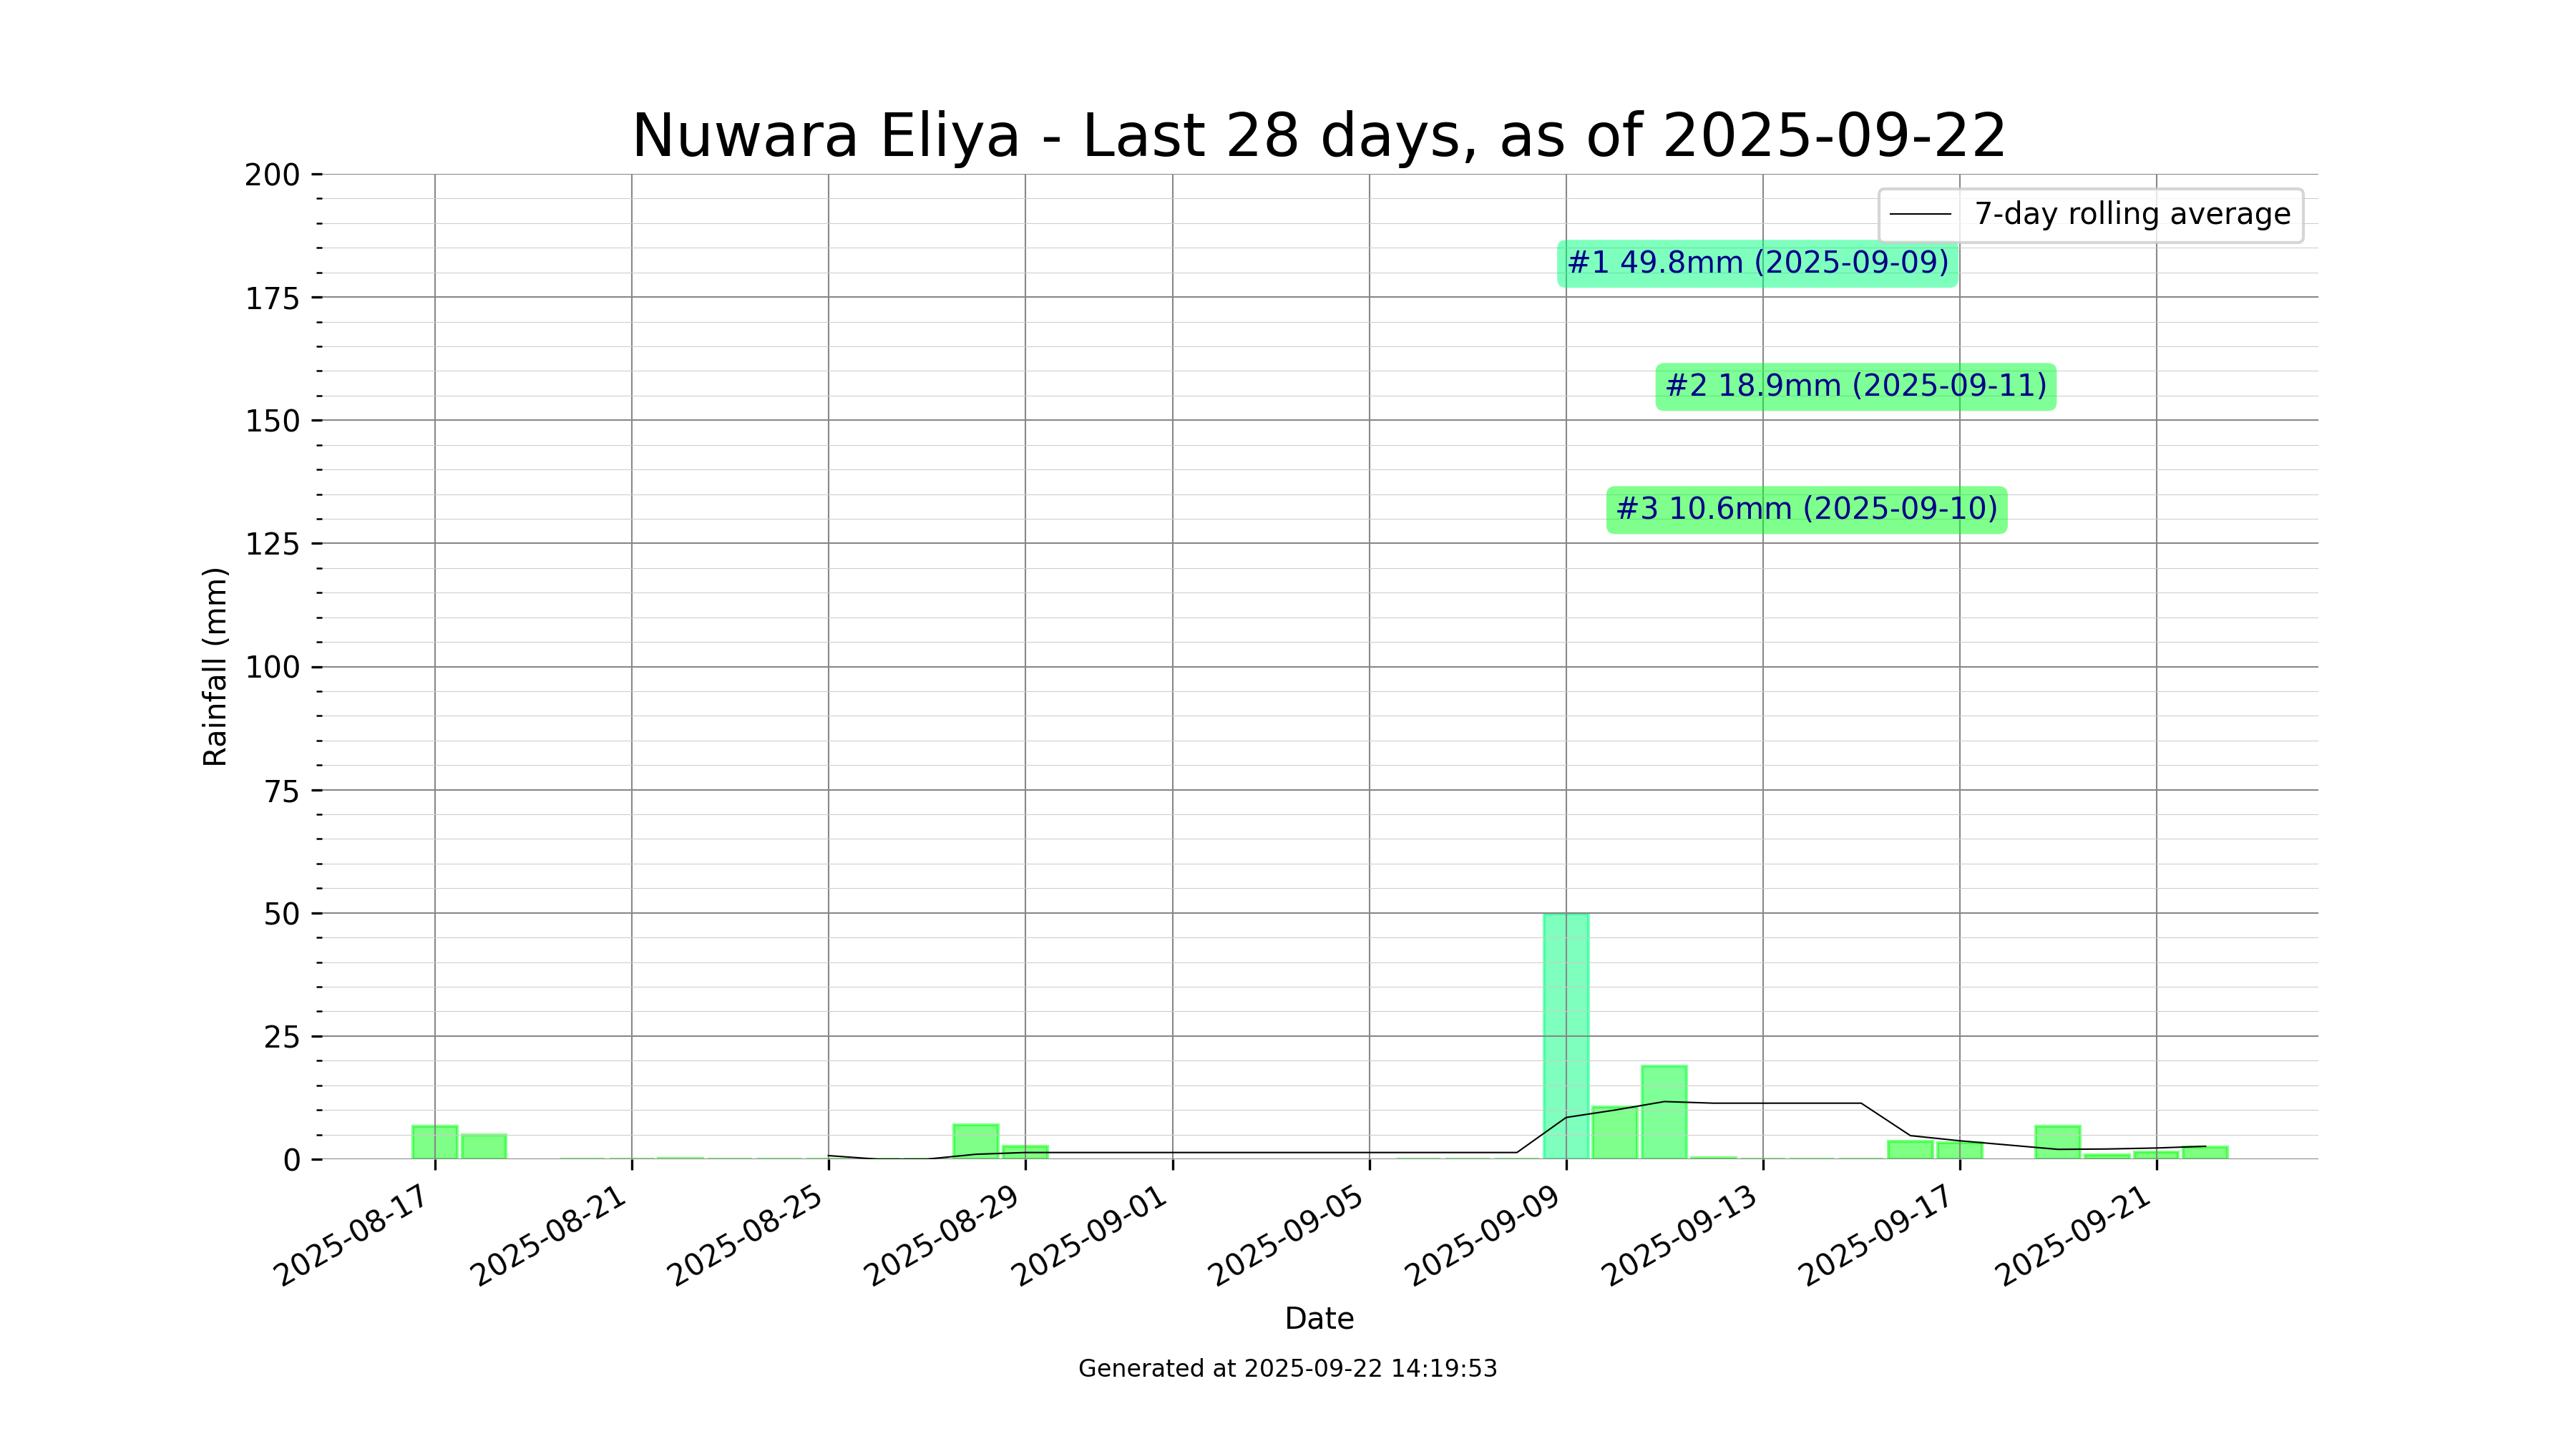 Nuwara Eliya - Last 28 days, as of 2025-09-22
7-day rolling average
#1 49.8mm (2025-09-09)
#2 18.9mm (2025-09-11)
#3 10.6mm (2025-09-10)
Rainfall (mm)
200
175
150
125
100
75
50
25
0
2025-08-17
2025-08-21
2025-08-25
2025-08-29
2025-09-01
2025-09-05
2025-09-09
2025-09-13
2025-09-17
2025-09-21
Date
Generated at 2025-09-22 14:19:53